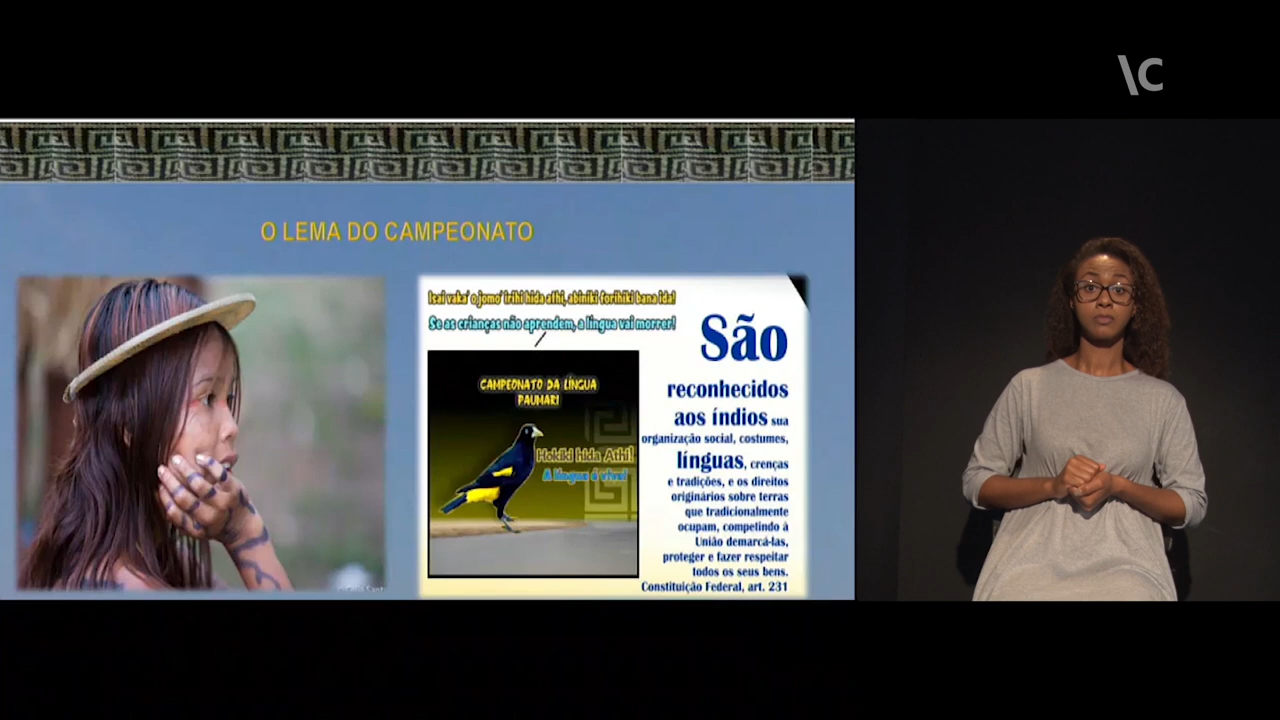 \C
O LEMA DO CAMPEONATO
Isai vaka' o jomo' irihi hida athi, abiniki forihiki bana ida!
Se as crianças não aprendem, a língua vai morrer!
CAMPEONATO DA LÍNGUA
PAUMARI
Hokiki hida Athi!
A língua é viva!
São
reconhecidos
aos índios sua
organização social, costumes,
línguas, crenças
e tradições, e os direitos
originários sobre terras
que tradicionalmente
ocupam, competindo à
União demarcá-las,
proteger e fazer respeitar
todos os seus bens.
Constituição Federal, art. 231